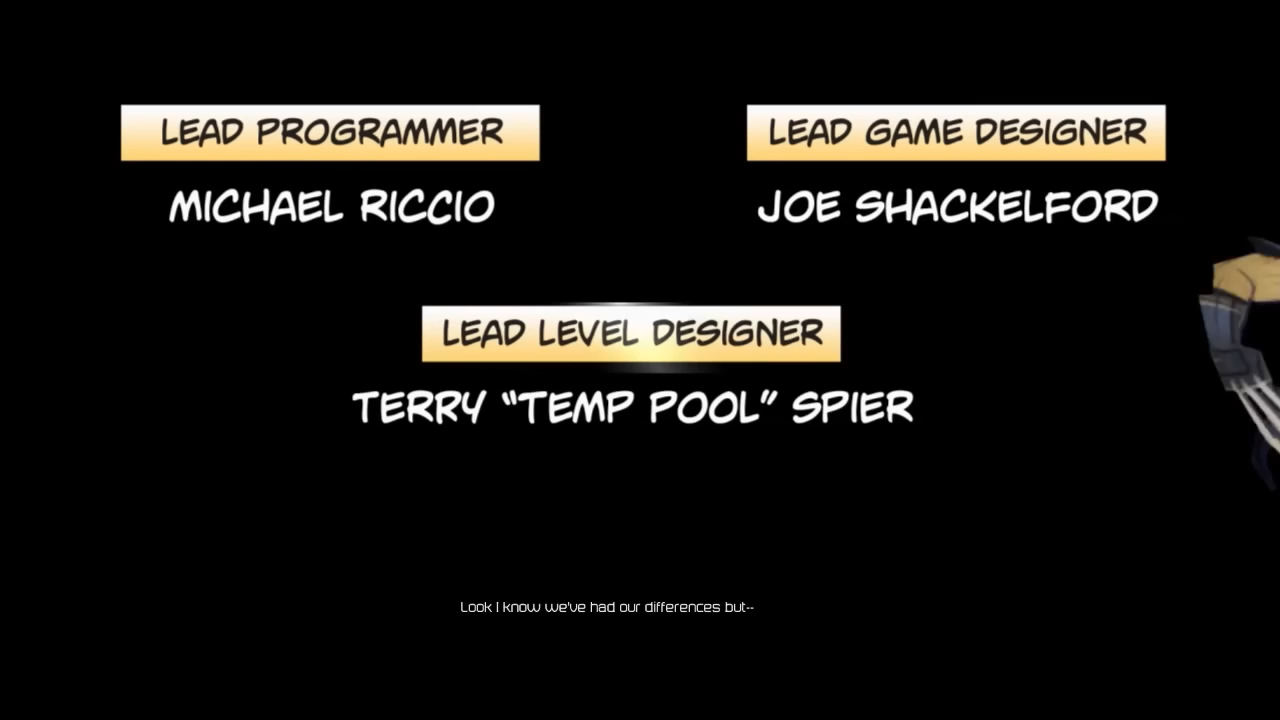 LEAD PROGRAMMER
MICHAEL RICCIO
LEAD GAME DESIGNER
JOE SHACKELFORD
LEAD LEVEL DESIGNER
TERRY “TEMP POOL” SPIER
Look I know we've had our differences but--